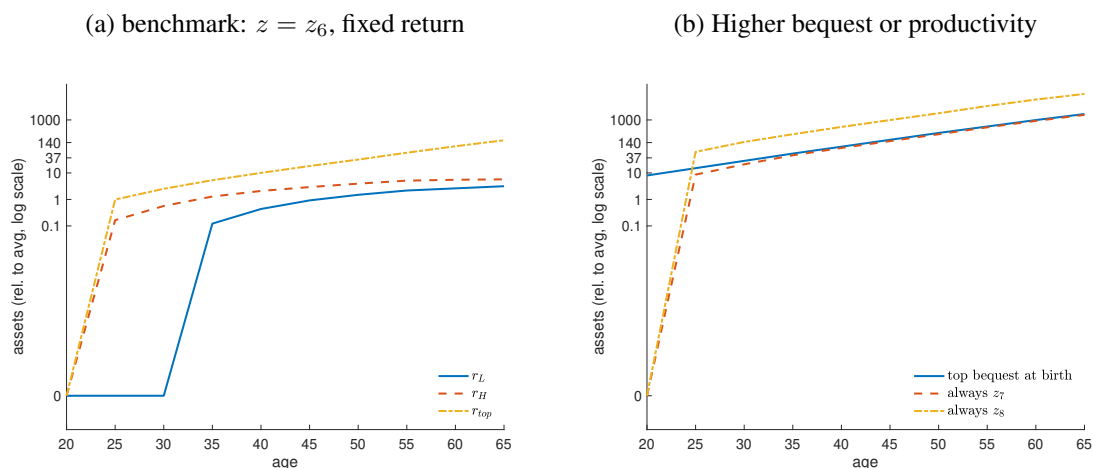 (a) benchmark: z = z₆, fixed return
1000
140
37
10
1
0.1
0
assets (rel. to avg, log scale)
20 25 30 35 40 45 50 55 60 65
age
r_L
r_H
r_top
(b) Higher bequest or productivity
1000
140
37
10
1
0.1
0
assets (rel. to avg, log scale)
20 25 30 35 40 45 50 55 60 65
age
top bequest at birth
always z₇
always z₈